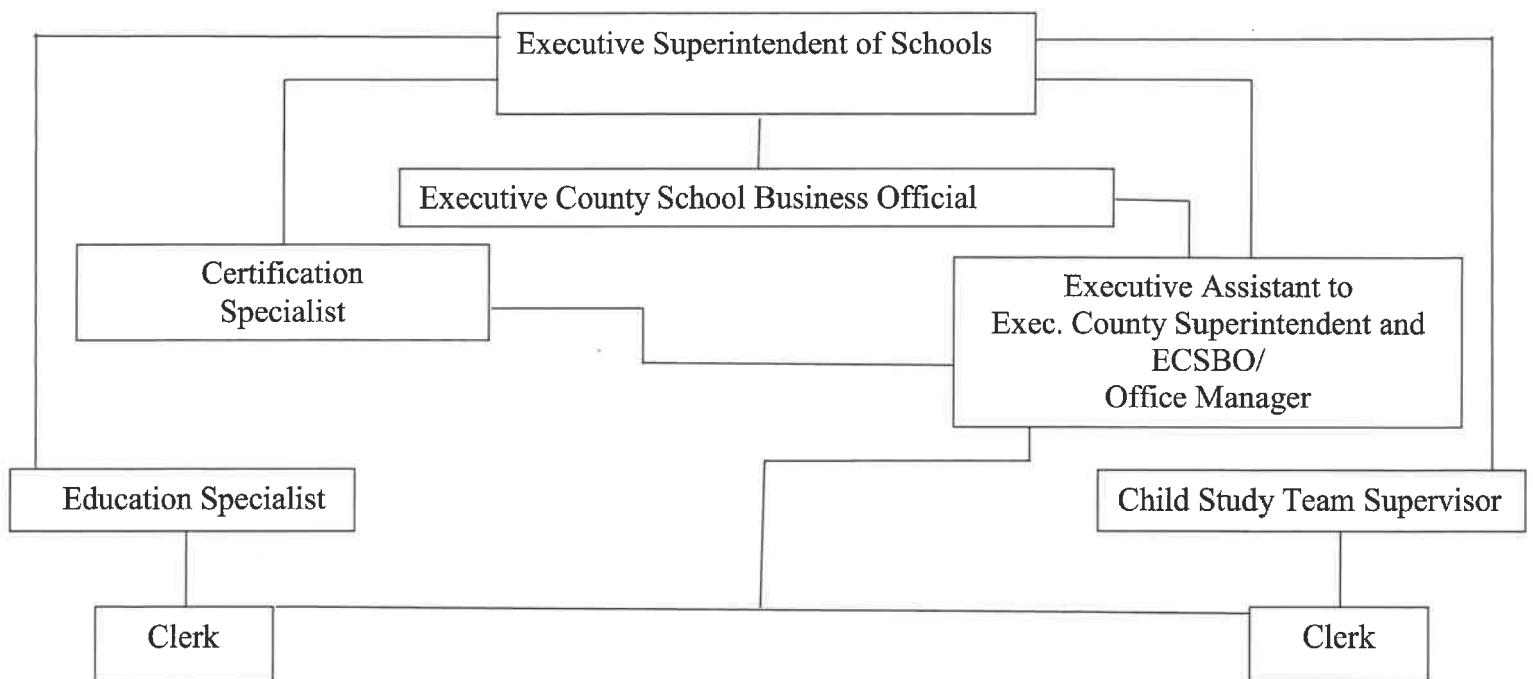 Executive Superintendent of Schools
Executive County School Business Official
Certification
Specialist
Executive Assistant to
Exec. County Superintendent and
ECSBO/
Office Manager
Education Specialist
Child Study Team Supervisor
Clerk
Clerk